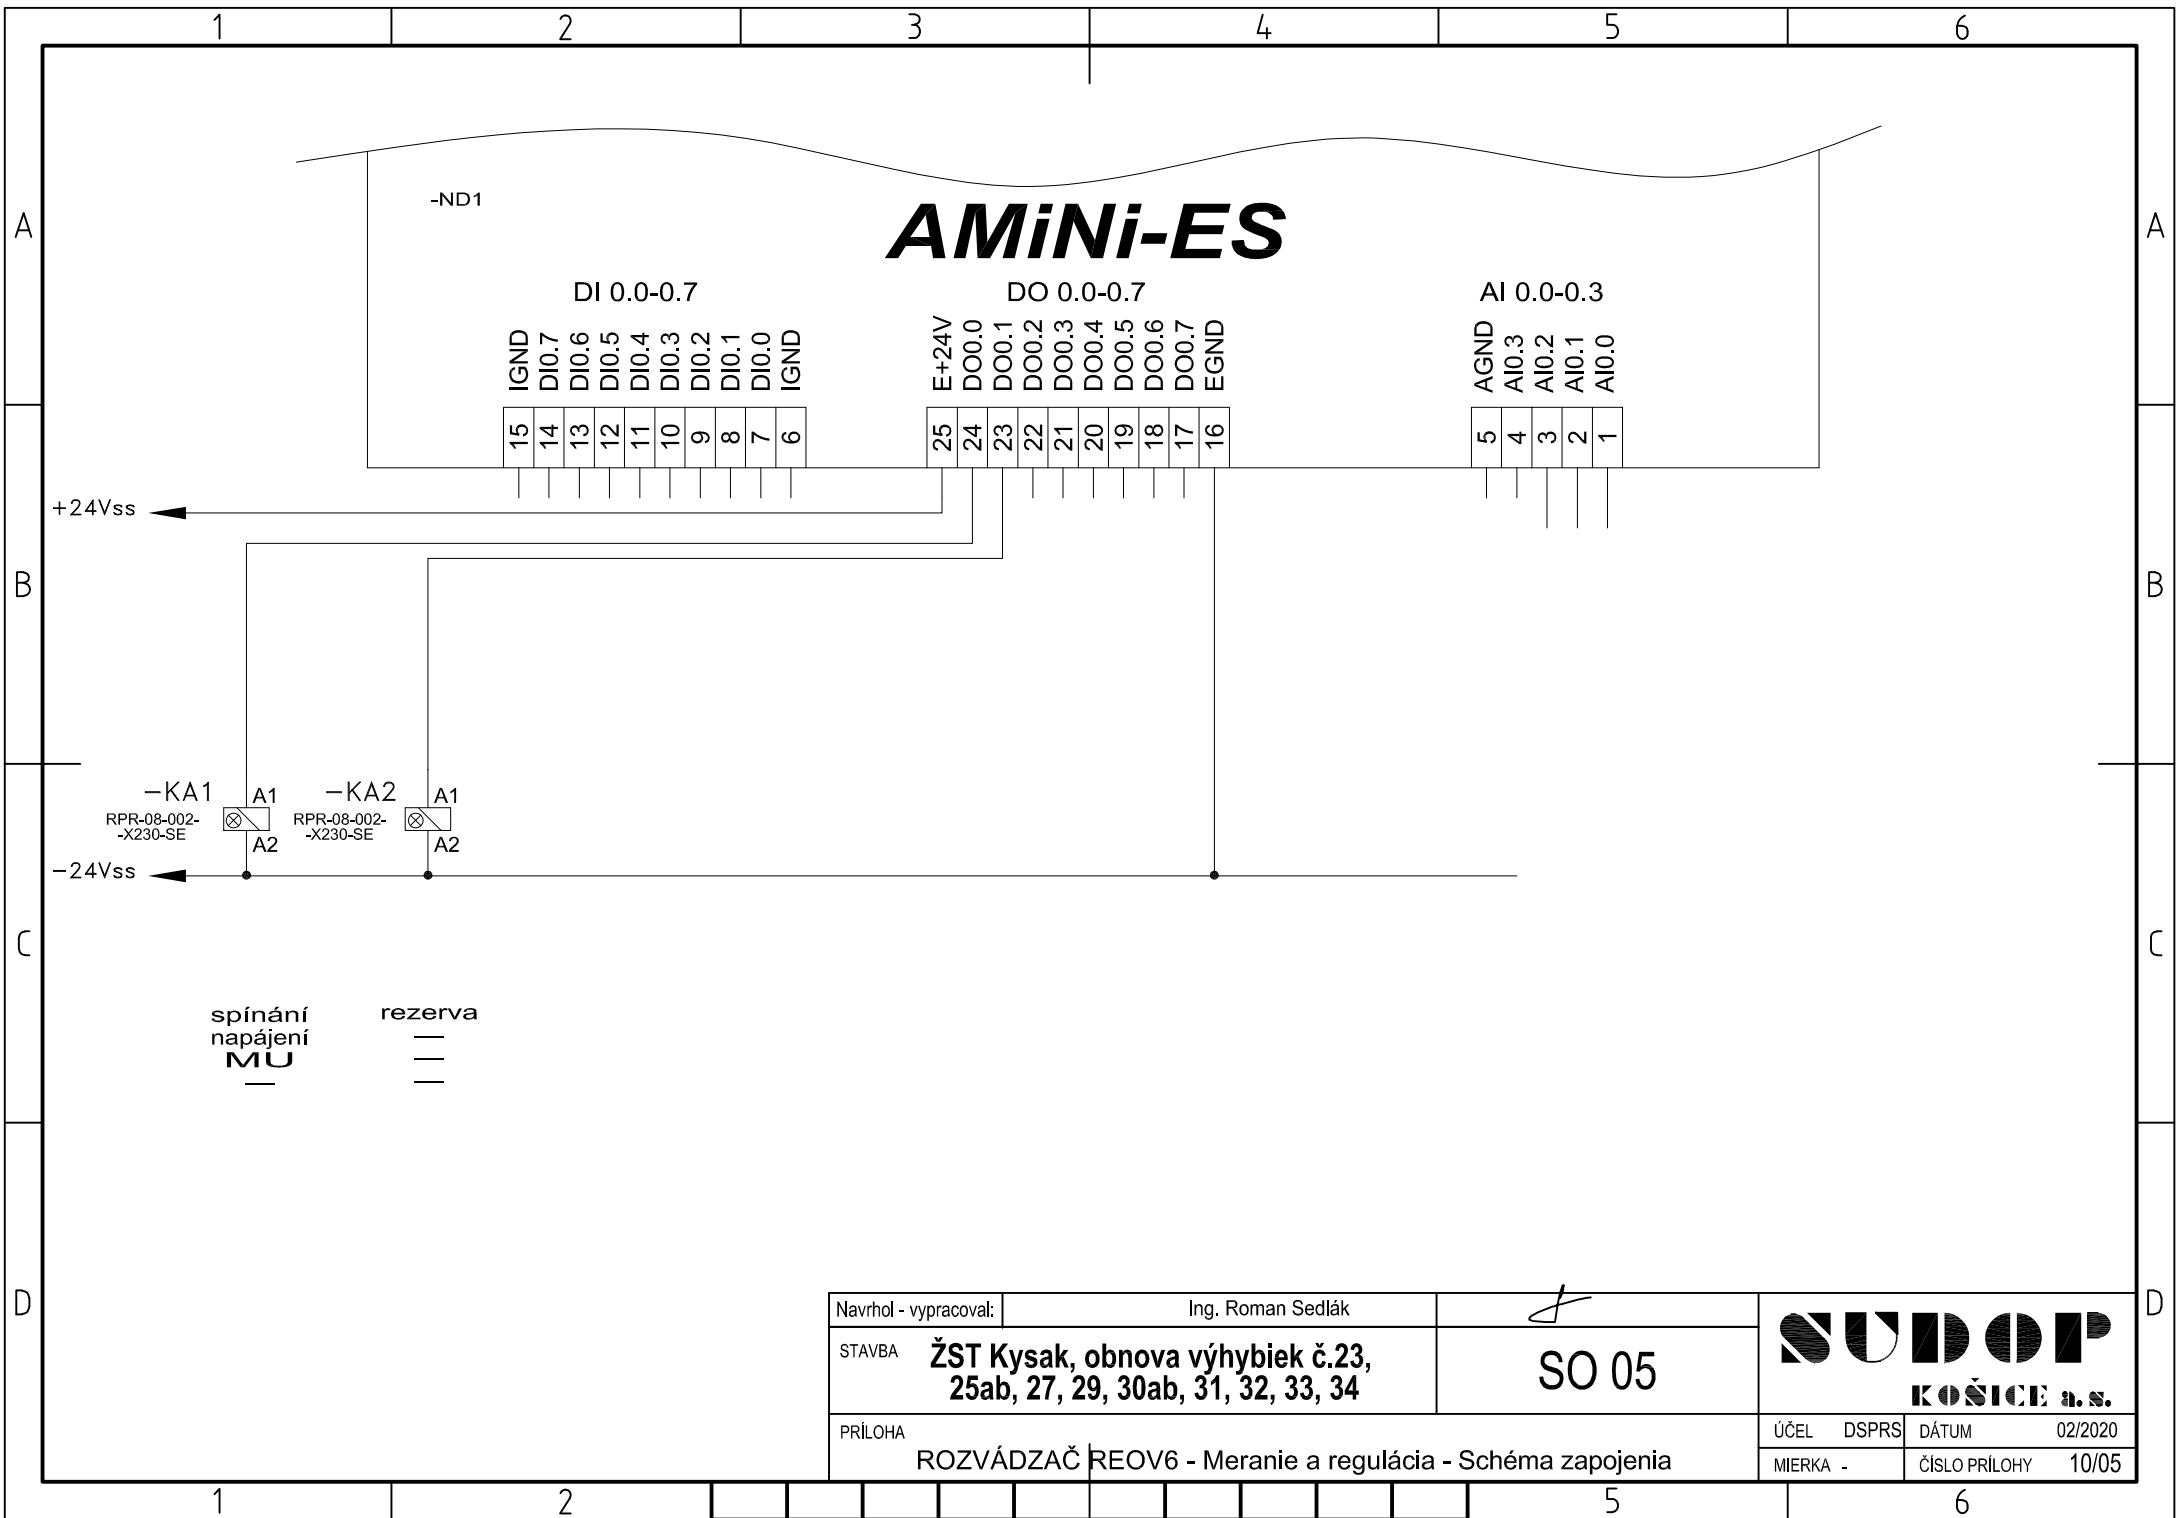 1 2 3 4 5 6
A A
B B
C C
D D
-ND1
AMiNi-ES
DI 0.0-0.7
DO 0.0-0.7
AI 0.0-0.3
IGND DI0.7 DI0.6 DI0.5 DI0.4 DI0.3 DI0.2 DI0.1 DI0.0 IGND
E+24V DO0.0 DO0.1 DO0.2 DO0.3 DO0.4 DO0.5 DO0.6 DO0.7 EGND
AGND AI0.3 AI0.2 AI0.1 AI0.0
15 14 13 12 11 10 9 8 7 6
25 24 23 22 21 20 19 18 17 16
5 4 3 2 1
+24Vss
-KA1
RPR-08-002-
-X230-SE
A1
A2
-KA2
RPR-08-002-
-X230-SE
A1
A2
-24Vss
spínání
napájení
MU
rezerva
Navrhol - vypracoval:
Ing. Roman Sedlák
STAVBA
ŽST Kysak, obnova výhybiek č.23,
25ab, 27, 29, 30ab, 31, 32, 33, 34
SO 05
SUDOP
KOŠICE a.s.
PRÍLOHA
ROZVÁDZAČ REOV6 - Meranie a regulácia - Schéma zapojenia
ÚČEL DSPRS
DÁTUM 02/2020
MIERKA -
ČÍSLO PRÍLOHY 10/05
1 2 5 6